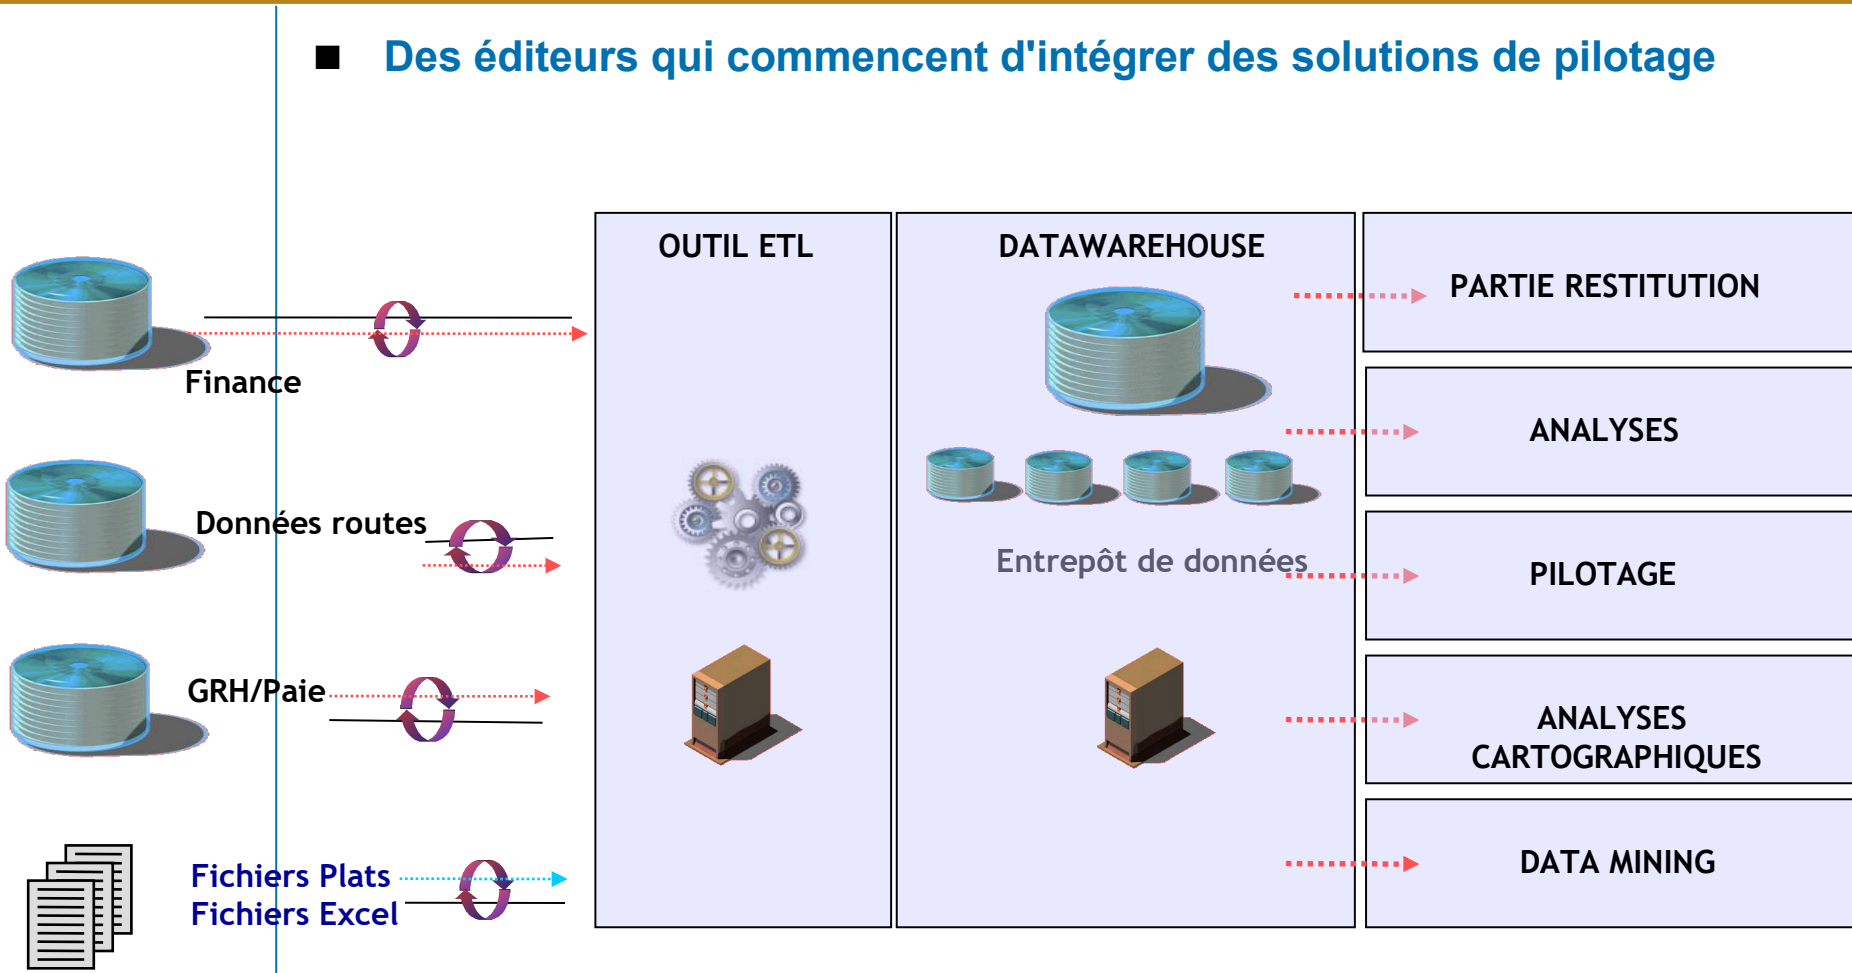 Des éditeurs qui commencent d'intégrer des solutions de pilotage
Finance
Données routes
GRH/Paie
Fichiers Plats
Fichiers Excel
OUTIL ETL
DATAWAREHOUSE
Entrepôt de données
PARTIE RESTITUTION
ANALYSES
PILOTAGE
ANALYSES
CARTOGRAPHIQUES
DATA MINING